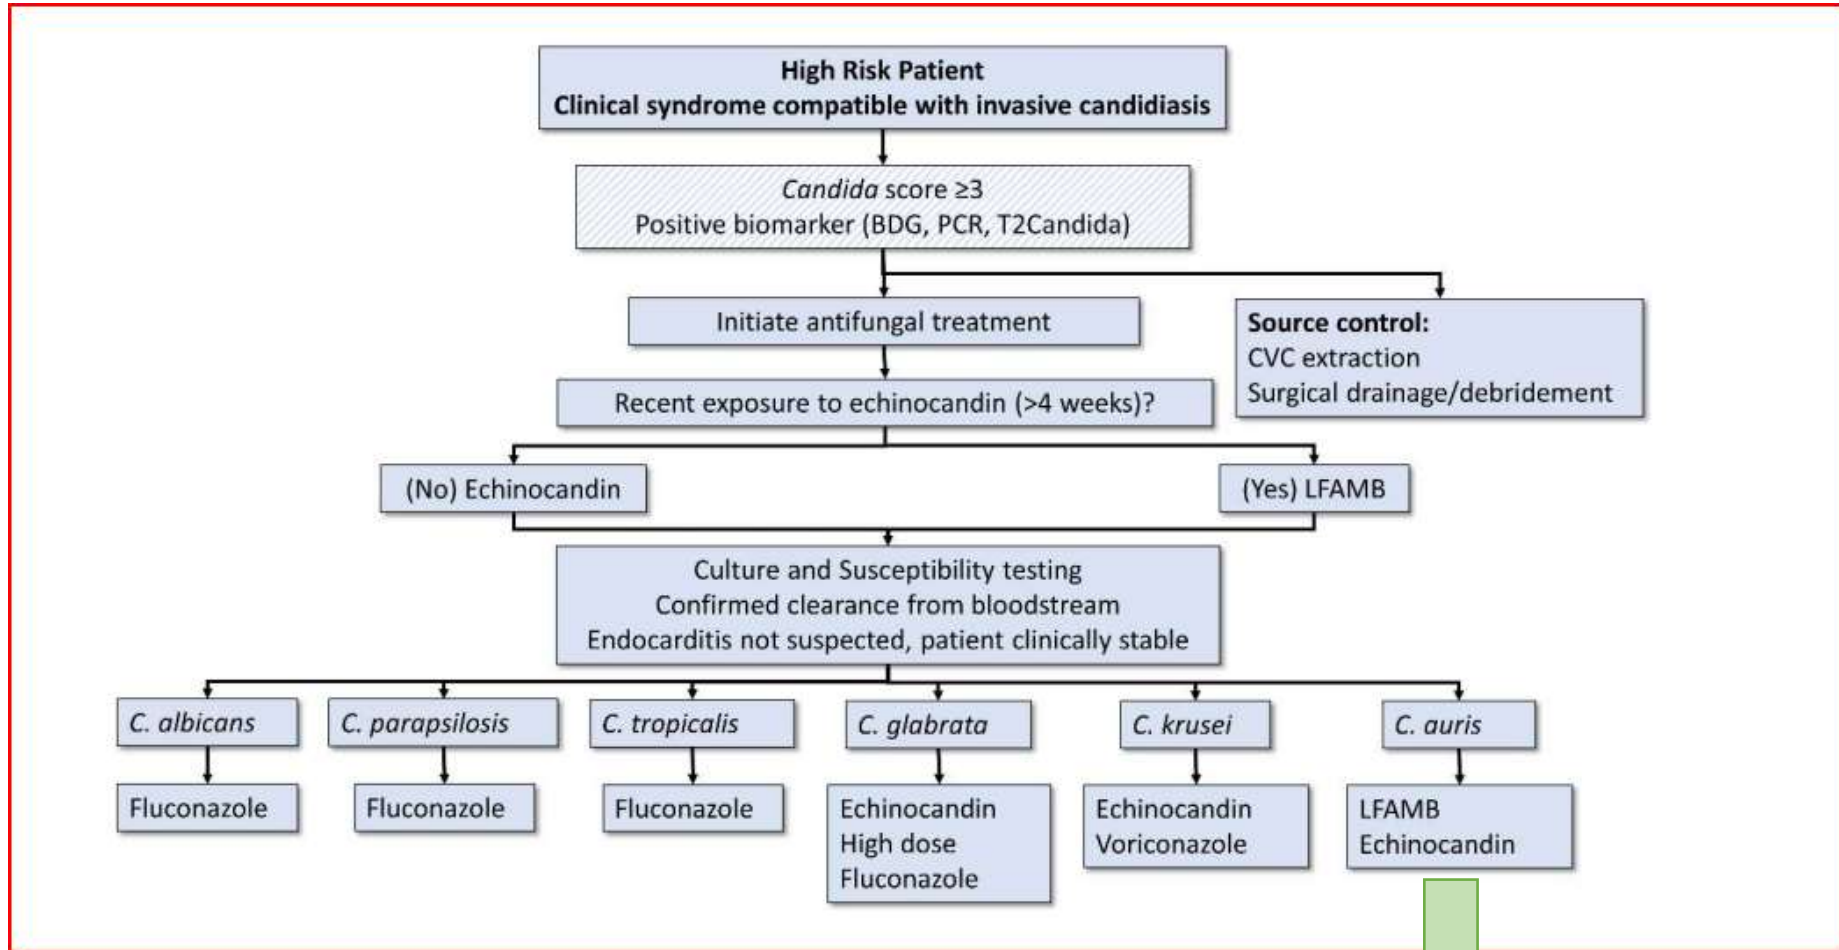 High Risk Patient
Clinical syndrome compatible with invasive candidiasis
Candida score ≥3
Positive biomarker (BDG, PCR, T2Candida)
Initiate antifungal treatment
Source control:
CVC extraction
Surgical drainage/debridement
Recent exposure to echinocandin (>4 weeks)?
(No) Echinocandin
(Yes) LFAMB
Culture and Susceptibility testing
Confirmed clearance from bloodstream
Endocarditis not suspected, patient clinically stable
C. albicans
C. parapsilosis
C. tropicalis
C. glabrata
C. krusei
C. auris
Fluconazole
Fluconazole
Fluconazole
Echinocandin
High dose
Fluconazole
Echinocandin
Voriconazole
LFAMB
Echinocandin